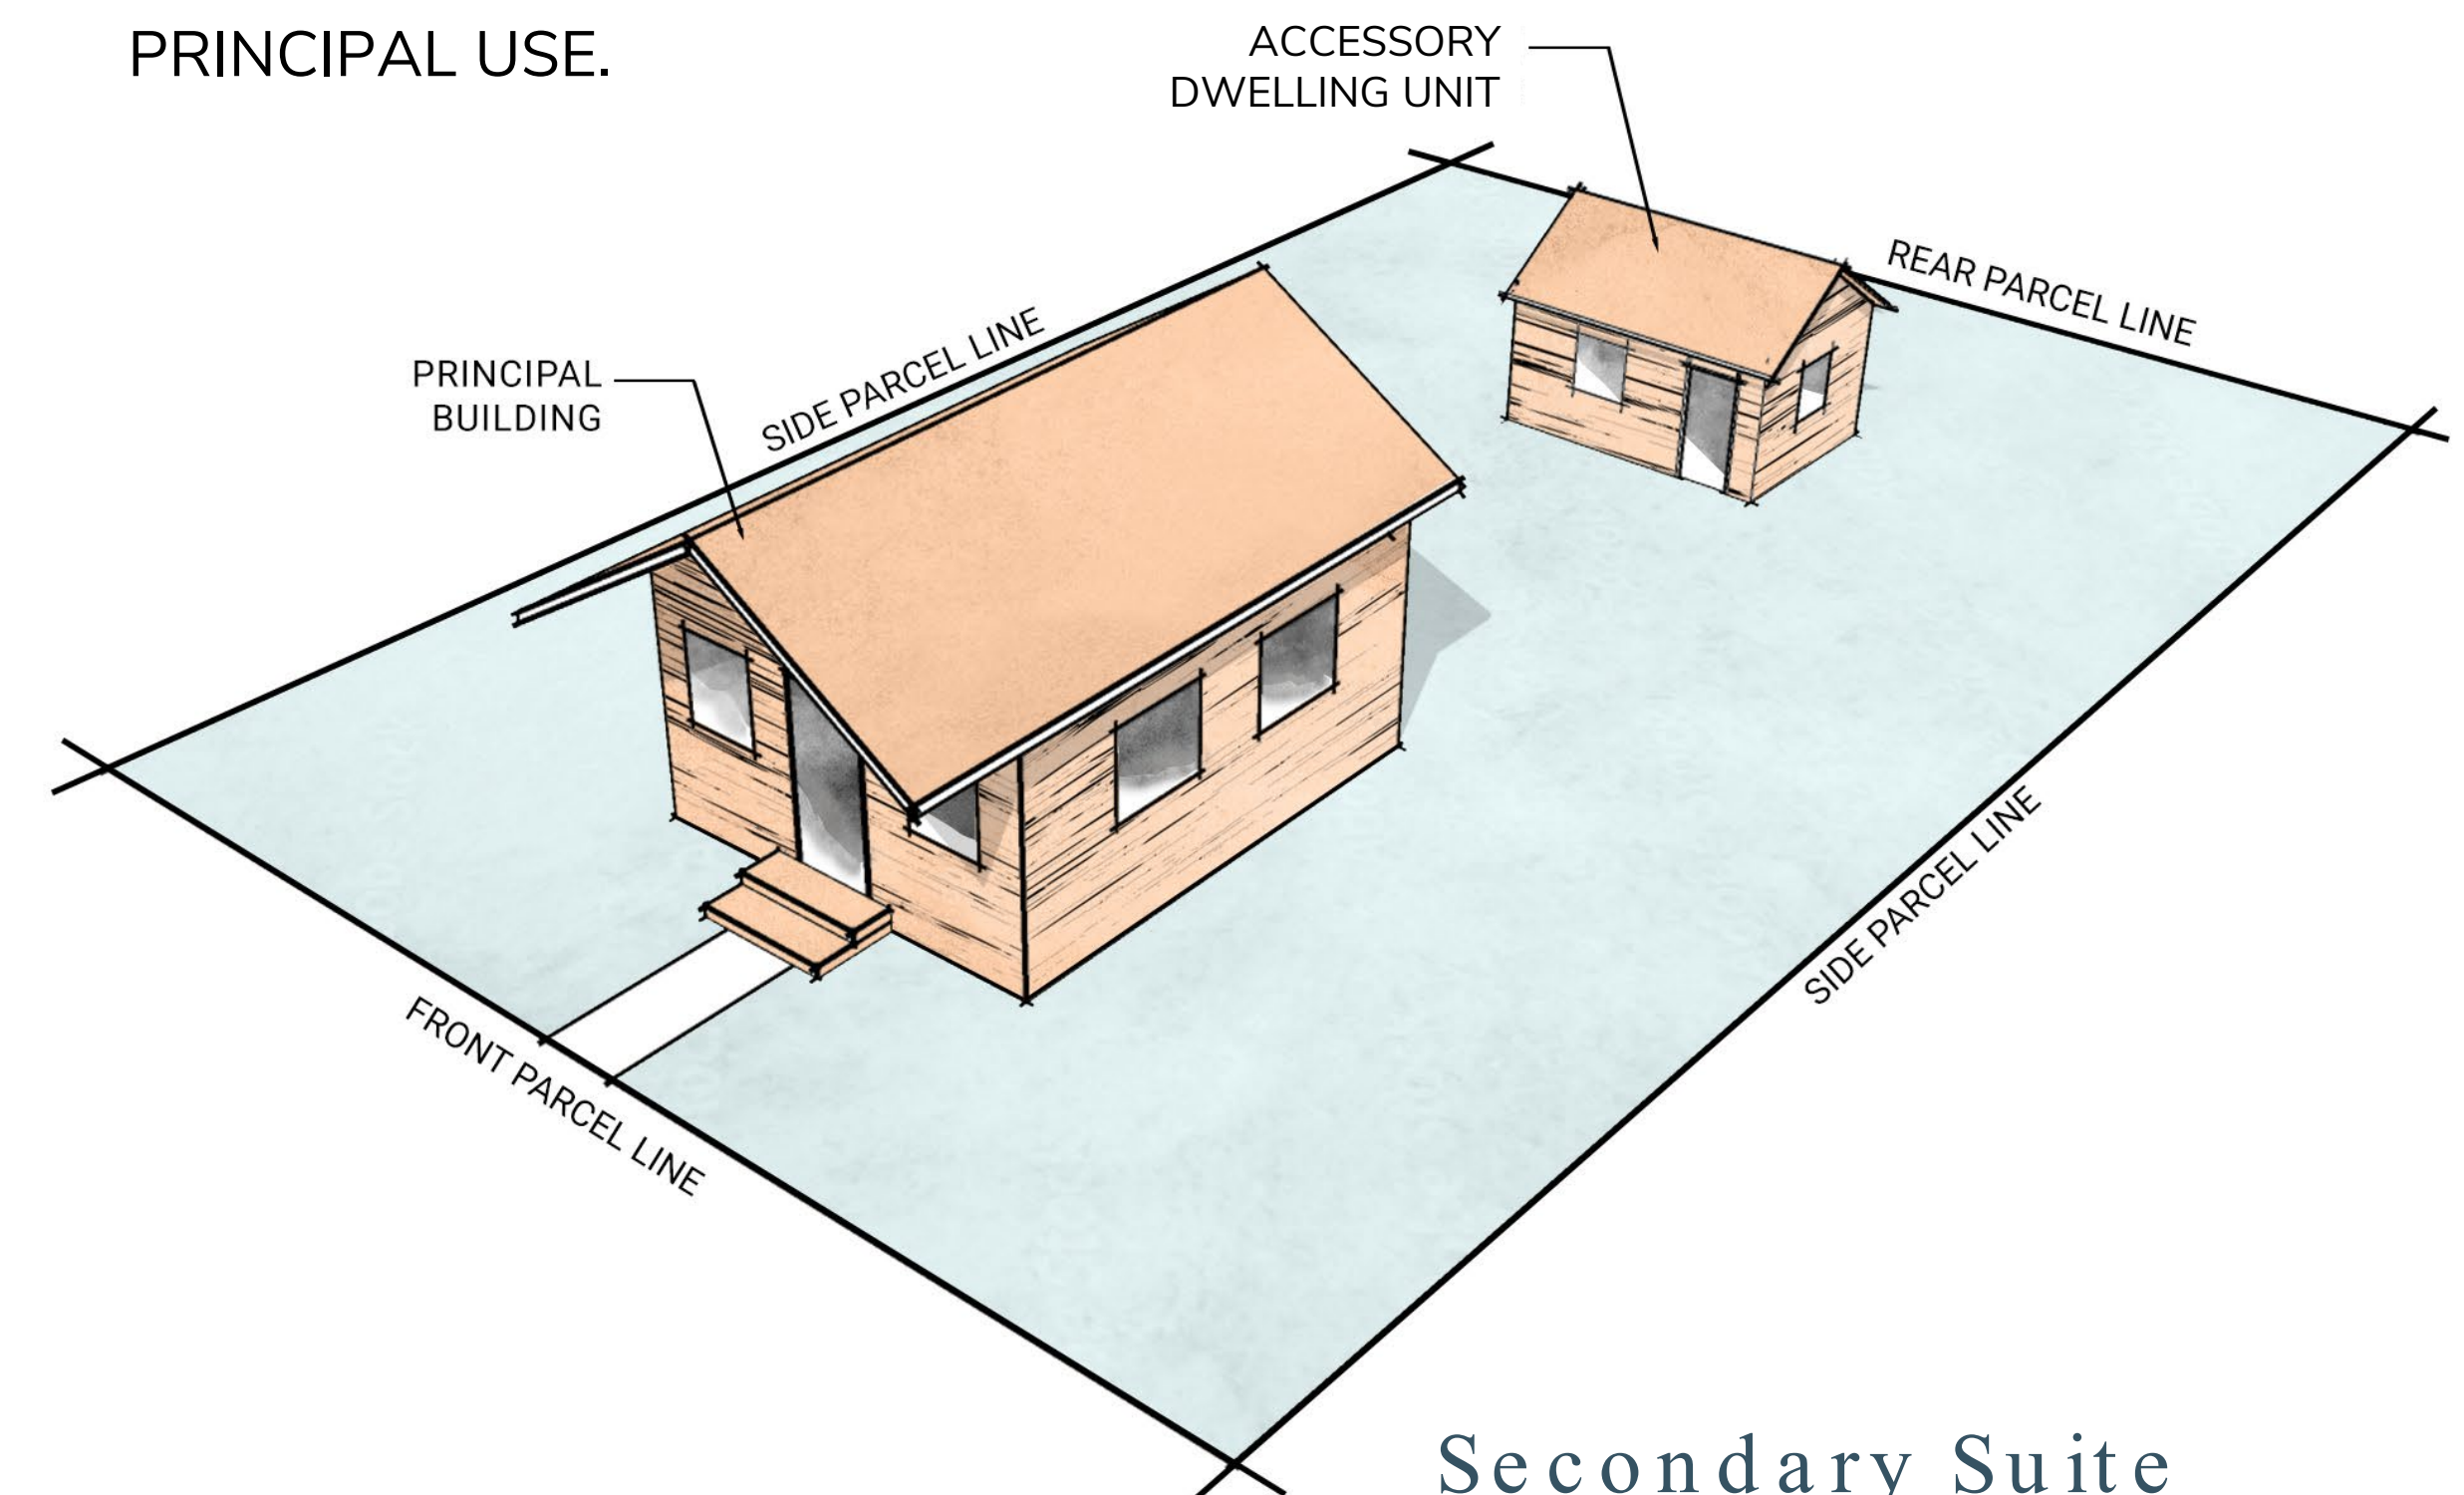 PRINCIPAL USE.
ACCESSORY
DWELLING UNIT
REAR PARCEL LINE
SIDE PARCEL LINE
PRINCIPAL
BUILDING
SIDE PARCEL LINE
FRONT PARCEL LINE
Secondary Suite